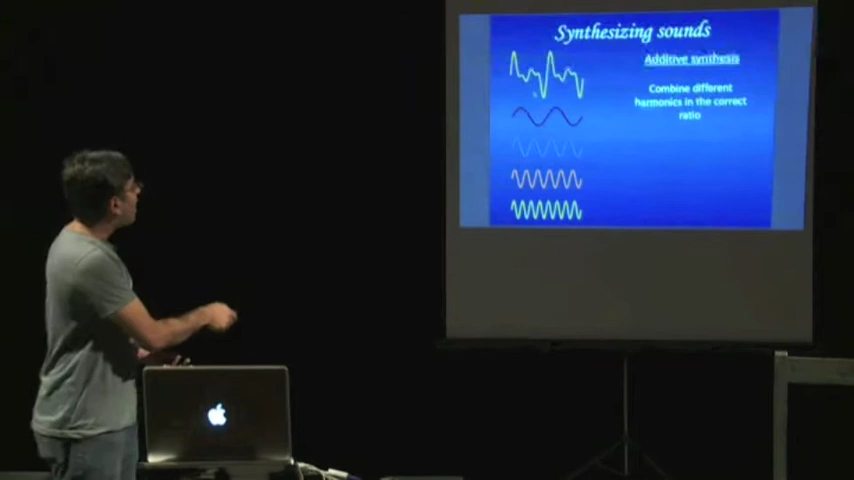 Synthesizing sounds
Additive synthesis
Combine different
harmonics in the correct
ratio